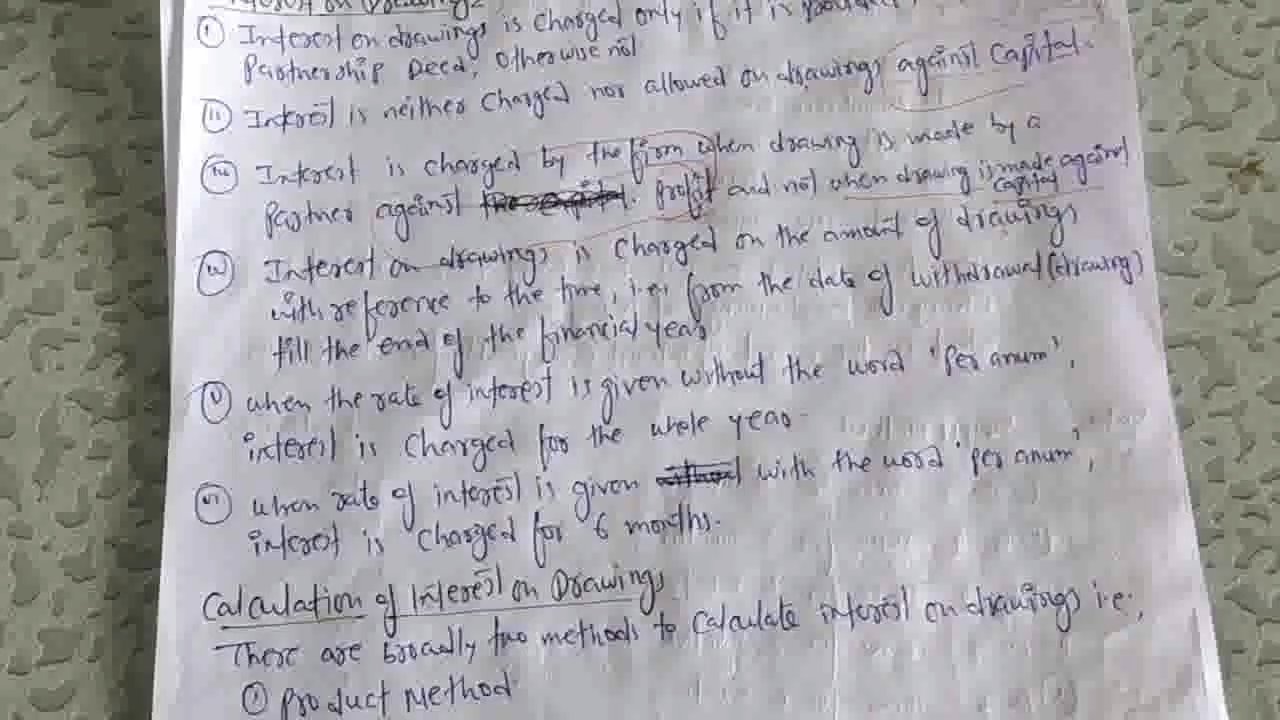 Interest on Drawings
(i) Interest on drawings is charged only if it is provided
Partnership Deed, otherwise not
(ii) Interest is neither charged nor allowed on drawings against capital.
(iii) Interest is charged by the firm when drawing is made by a
Partner against profit and not when drawing is made against
capital
(iv) Interest on drawings is charged on the amount of drawings
with reference to the time, i.e. from the date of withdrawal (drawing)
till the end of the financial year
(v) when the rate of interest is given without the word 'Per anum',
interest is charged for the whole year.
(vi) when rate of interest is given with the word 'per anum',
interest is charged for 6 months.
Calculation of Interest on Drawings
There are broadly two methods to calculate interest on drawings i.e.,
(i) Product Method